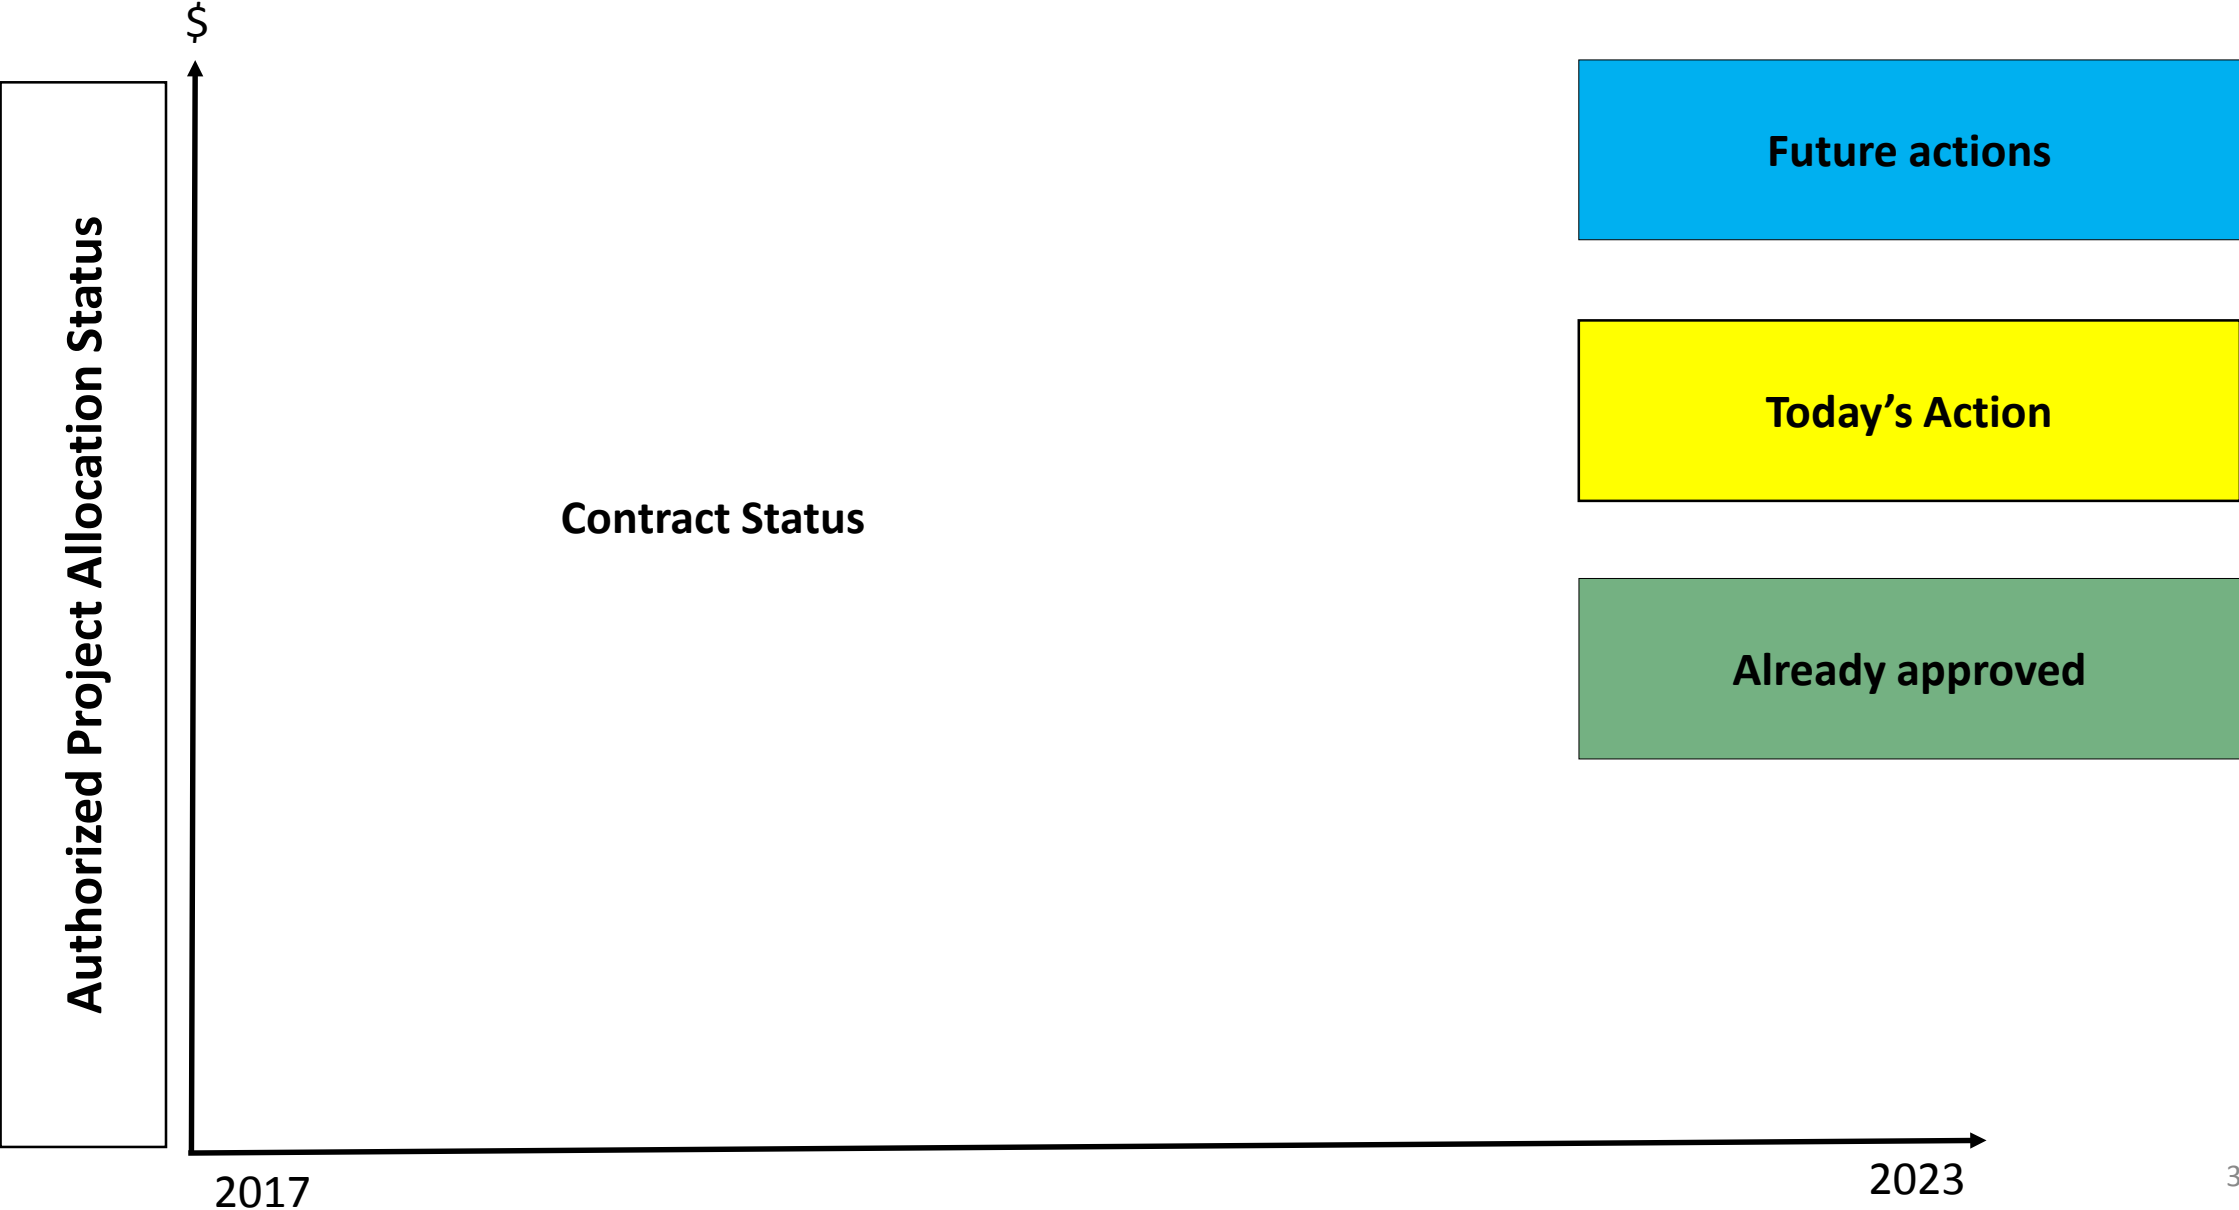 $
Authorized Project Allocation Status
Future actions
Today’s Action
Contract Status
Already approved
2017
2023
3